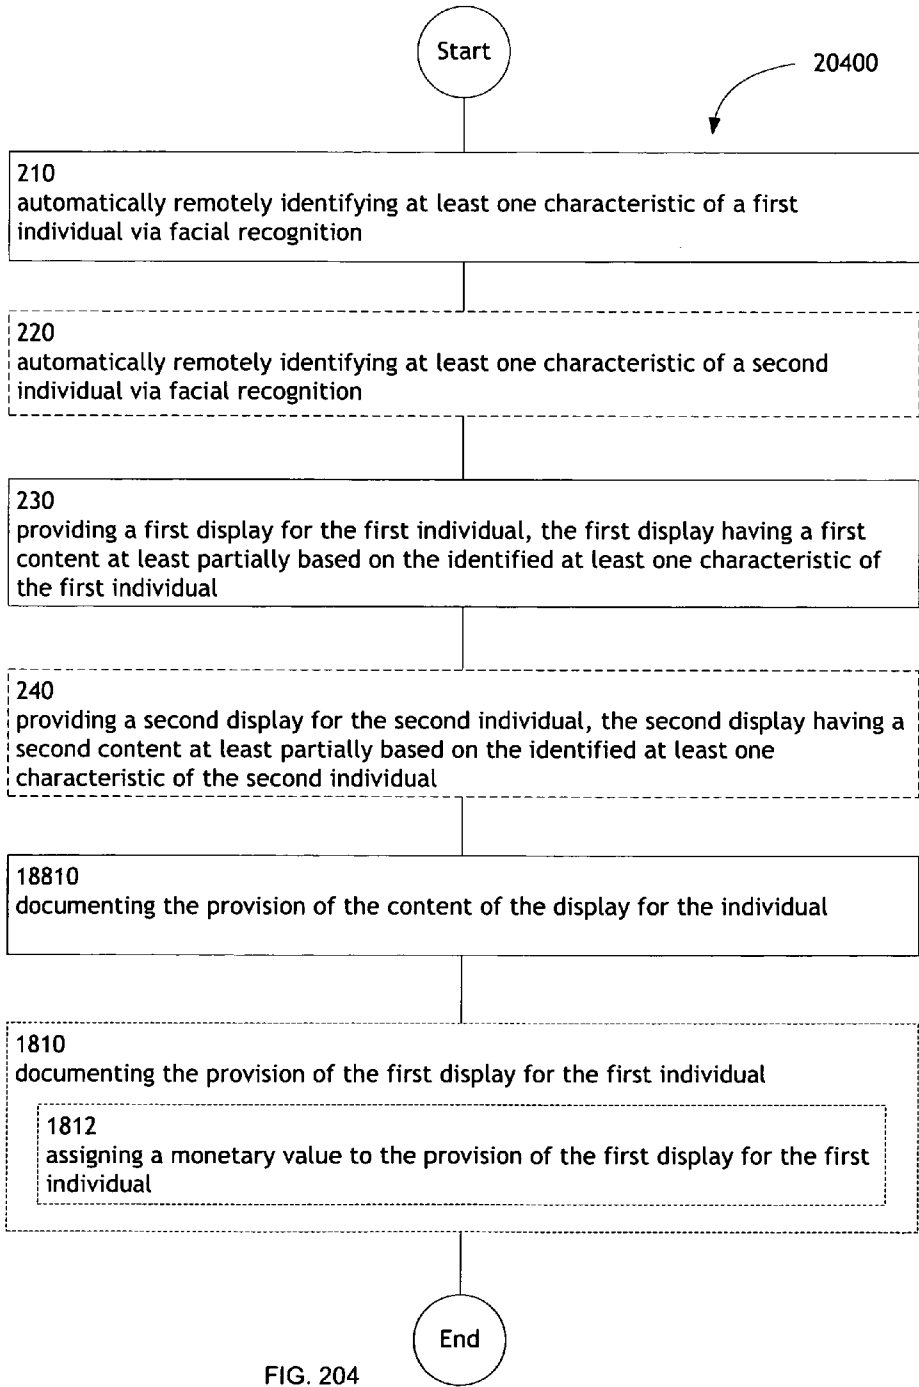 Start
20400
210
automatically remotely identifying at least one characteristic of a first
individual via facial recognition
220
automatically remotely identifying at least one characteristic of a second
individual via facial recognition
230
providing a first display for the first individual, the first display having a first
content at least partially based on the identified at least one characteristic of
the first individual
240
providing a second display for the second individual, the second display having a
second content at least partially based on the identified at least one
characteristic of the second individual
18810
documenting the provision of the content of the display for the individual
1810
documenting the provision of the first display for the first individual
1812
assigning a monetary value to the provision of the first display for the first
individual
End
FIG. 204